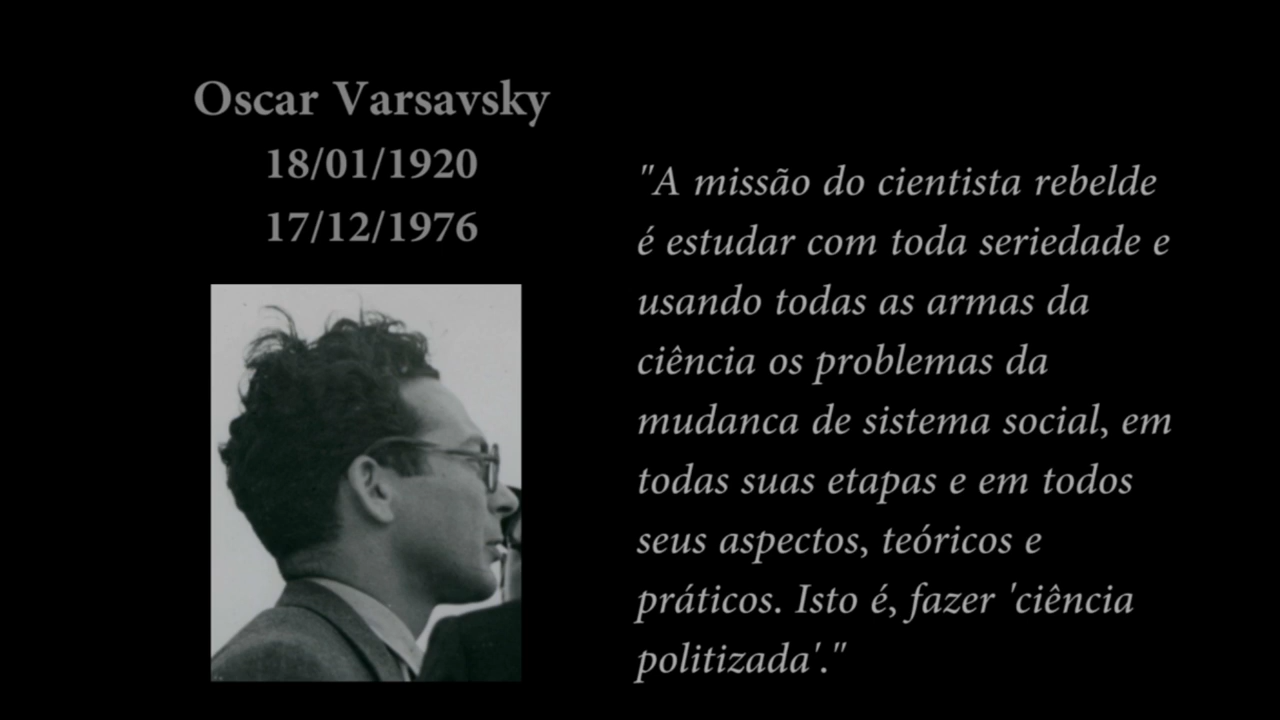 Oscar Varsavsky
18/01/1920
17/12/1976
"A missão do cientista rebelde
é estudar com toda seriedade e
usando todas as armas da
ciência os problemas da
mudanca de sistema social, em
todas suas etapas e em todos
seus aspectos, teóricos e
práticos. Isto é, fazer 'ciência
politizada'."